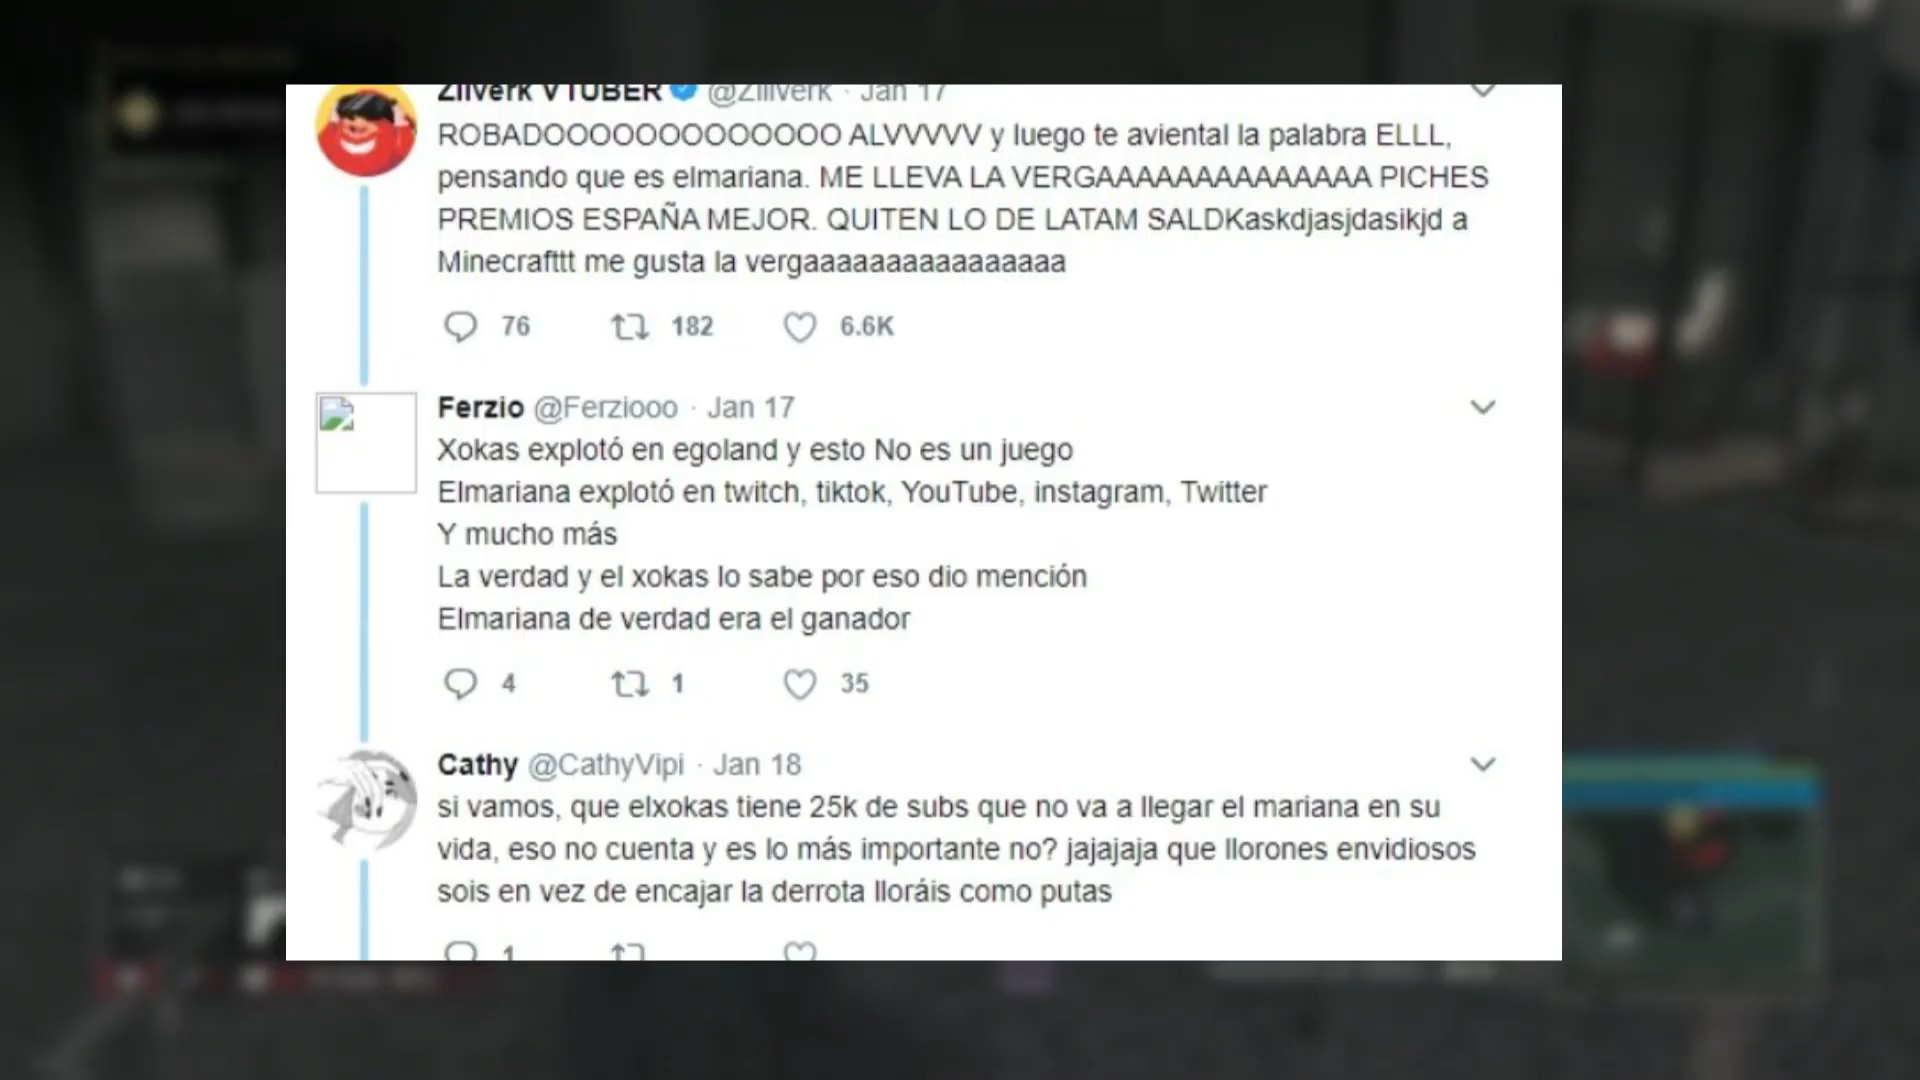 Zilverk VTUBER @Zilverk · Jan 17
ROBADOOOOOOOOOOOOOO ALVVVVV y luego te aviental la palabra ELLL,
pensando que es elmariana. ME LLEVA LA VERGAAAAAAAAAAAAAA PICHES
PREMIOS ESPAÑA MEJOR. QUITEN LO DE LATAM SALDKaskdjasjdasikjd a
Minecrafttt me gusta la vergaaaaaaaaaaaaaaaa
76 182 6.6K
Ferzio @Ferziooo · Jan 17
Xokas explotó en egoland y esto No es un juego
Elmariana explotó en twitch, tiktok, YouTube, instagram, Twitter
Y mucho más
La verdad y el xokas lo sabe por eso dio mención
Elmariana de verdad era el ganador
4 1 35
Cathy @CathyVipi · Jan 18
si vamos, que elxokas tiene 25k de subs que no va a llegar el mariana en su
vida, eso no cuenta y es lo más importante no? jajajaja que llorones envidiosos
sois en vez de encajar la derrota lloráis como putas
1